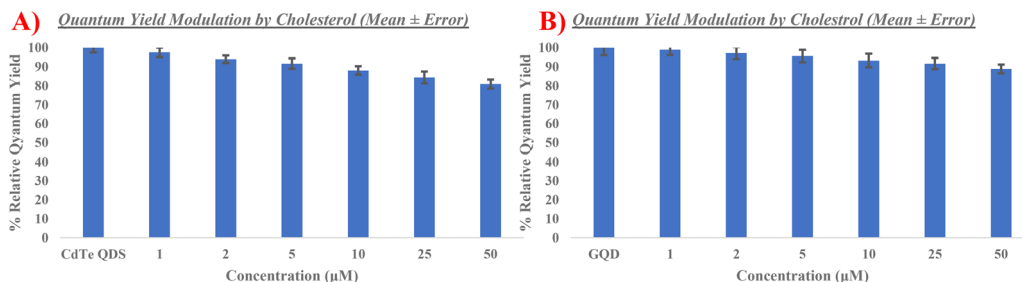 A) Quantum Yield Modulation by Cholesterol (Mean ± Error)
% Relative Qyantum Yield
100
90
80
70
60
50
40
30
20
10
0
CdTe QDS 1 2 5 10 25 50
Concentration (µM)
B) Quantum Yield Modulation by Cholestrol (Mean ± Error)
% Relative Qyantum Yield
100
90
80
70
60
50
40
30
20
10
0
GQD 1 2 5 10 25 50
Concentration (µM)